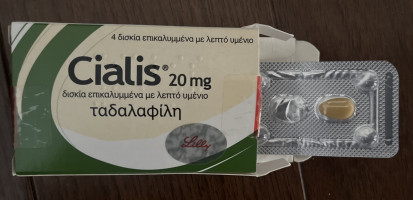 4 δισκία επικαλυμμένα με λεπτό υμένιο
Cialis® 20 mg
δισκία επικαλυμμένα με λεπτό υμένιο
ταδαλαφίλη
Lilly